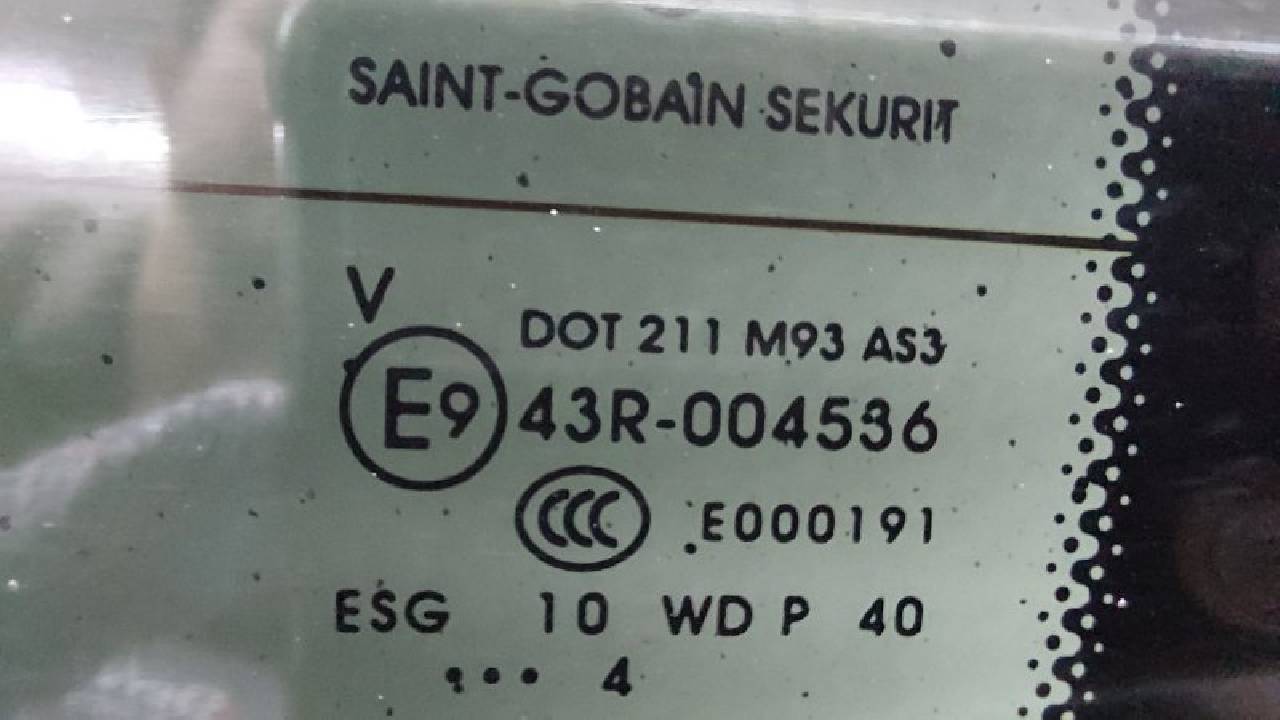 SAINT-GOBAIN SEKURIT
V
DOT 211 M93 AS3
E9 43R-004536
CCC E000191
ESG 10 WD P 40
••• 4